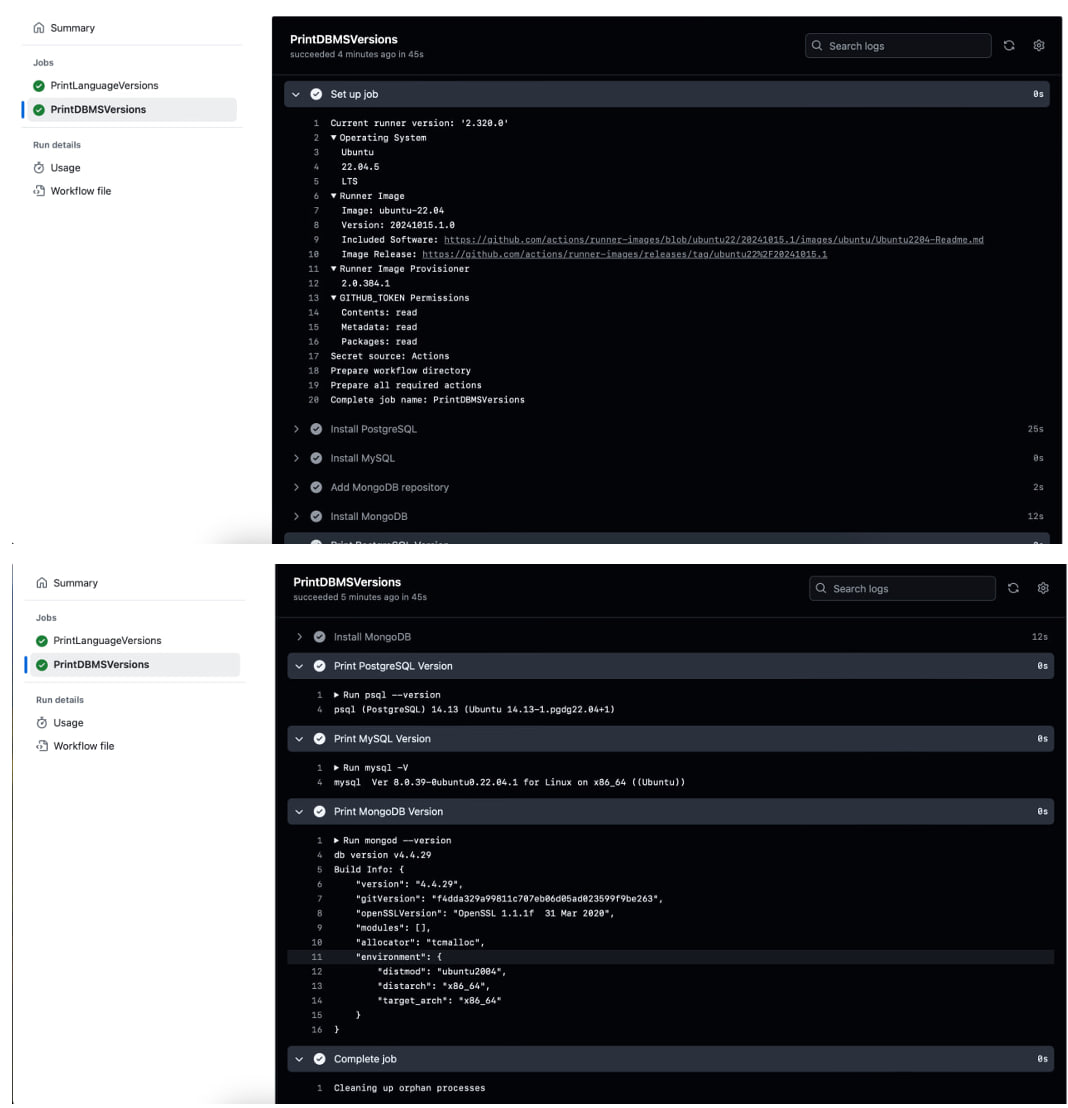 Summary
Jobs
PrintLanguageVersions
PrintDBMSVersions
Run details
Usage
Workflow file
PrintDBMSVersions
succeeded 4 minutes ago in 45s
Search logs
Set up job 0s
1 Current runner version: '2.320.0'
2 ▼ Operating System
3 Ubuntu
4 22.04.5
5 LTS
6 ▼ Runner Image
7 Image: ubuntu-22.04
8 Version: 20241015.1.0
9 Included Software: https://github.com/actions/runner-images/blob/ubuntu22/20241015.1/images/ubuntu/Ubuntu2204-Readme.md
10 Image Release: https://github.com/actions/runner-images/releases/tag/ubuntu22%2F20241015.1
11 ▼ Runner Image Provisioner
12 2.0.384.1
13 ▼ GITHUB_TOKEN Permissions
14 Contents: read
15 Metadata: read
16 Packages: read
17 Secret source: Actions
18 Prepare workflow directory
19 Prepare all required actions
20 Complete job name: PrintDBMSVersions
Install PostgreSQL 25s
Install MySQL 0s
Add MongoDB repository 2s
Install MongoDB 12s
Print PostgreSQL Version 0s
Summary
Jobs
PrintLanguageVersions
PrintDBMSVersions
Run details
Usage
Workflow file
PrintDBMSVersions
succeeded 5 minutes ago in 45s
Search logs
Install MongoDB 12s
Print PostgreSQL Version 0s
1 ▶ Run psql --version
4 psql (PostgreSQL) 14.13 (Ubuntu 14.13-1.pgdg22.04+1)
Print MySQL Version 0s
1 ▶ Run mysql -V
4 mysql  Ver 8.0.39-0ubuntu0.22.04.1 for Linux on x86_64 ((Ubuntu))
Print MongoDB Version 0s
1 ▶ Run mongod --version
4 db version v4.4.29
5 Build Info: {
6 "version": "4.4.29",
7 "gitVersion": "f4dda329a99811c707eb06d05ad023599f9be263",
8 "openSSLVersion": "OpenSSL 1.1.1f  31 Mar 2020",
9 "modules": [],
10 "allocator": "tcmalloc",
11 "environment": {
12 "distmod": "ubuntu2004",
13 "distarch": "x86_64",
14 "target_arch": "x86_64"
15 }
16 }
Complete job 0s
1 Cleaning up orphan processes